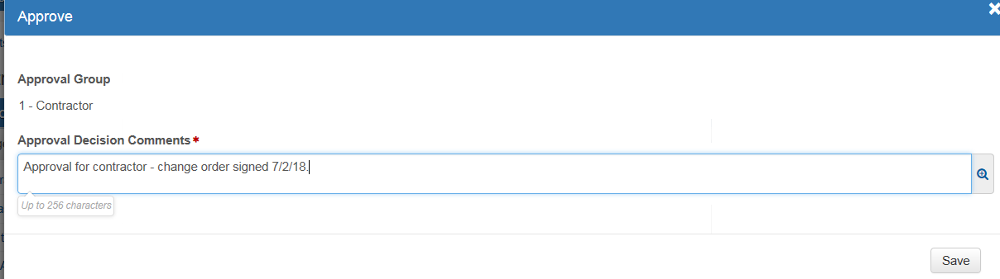 Approve
Approval Group
1 - Contractor
Approval Decision Comments*
Approval for contractor - change order signed 7/2/18.
Up to 256 characters
Save